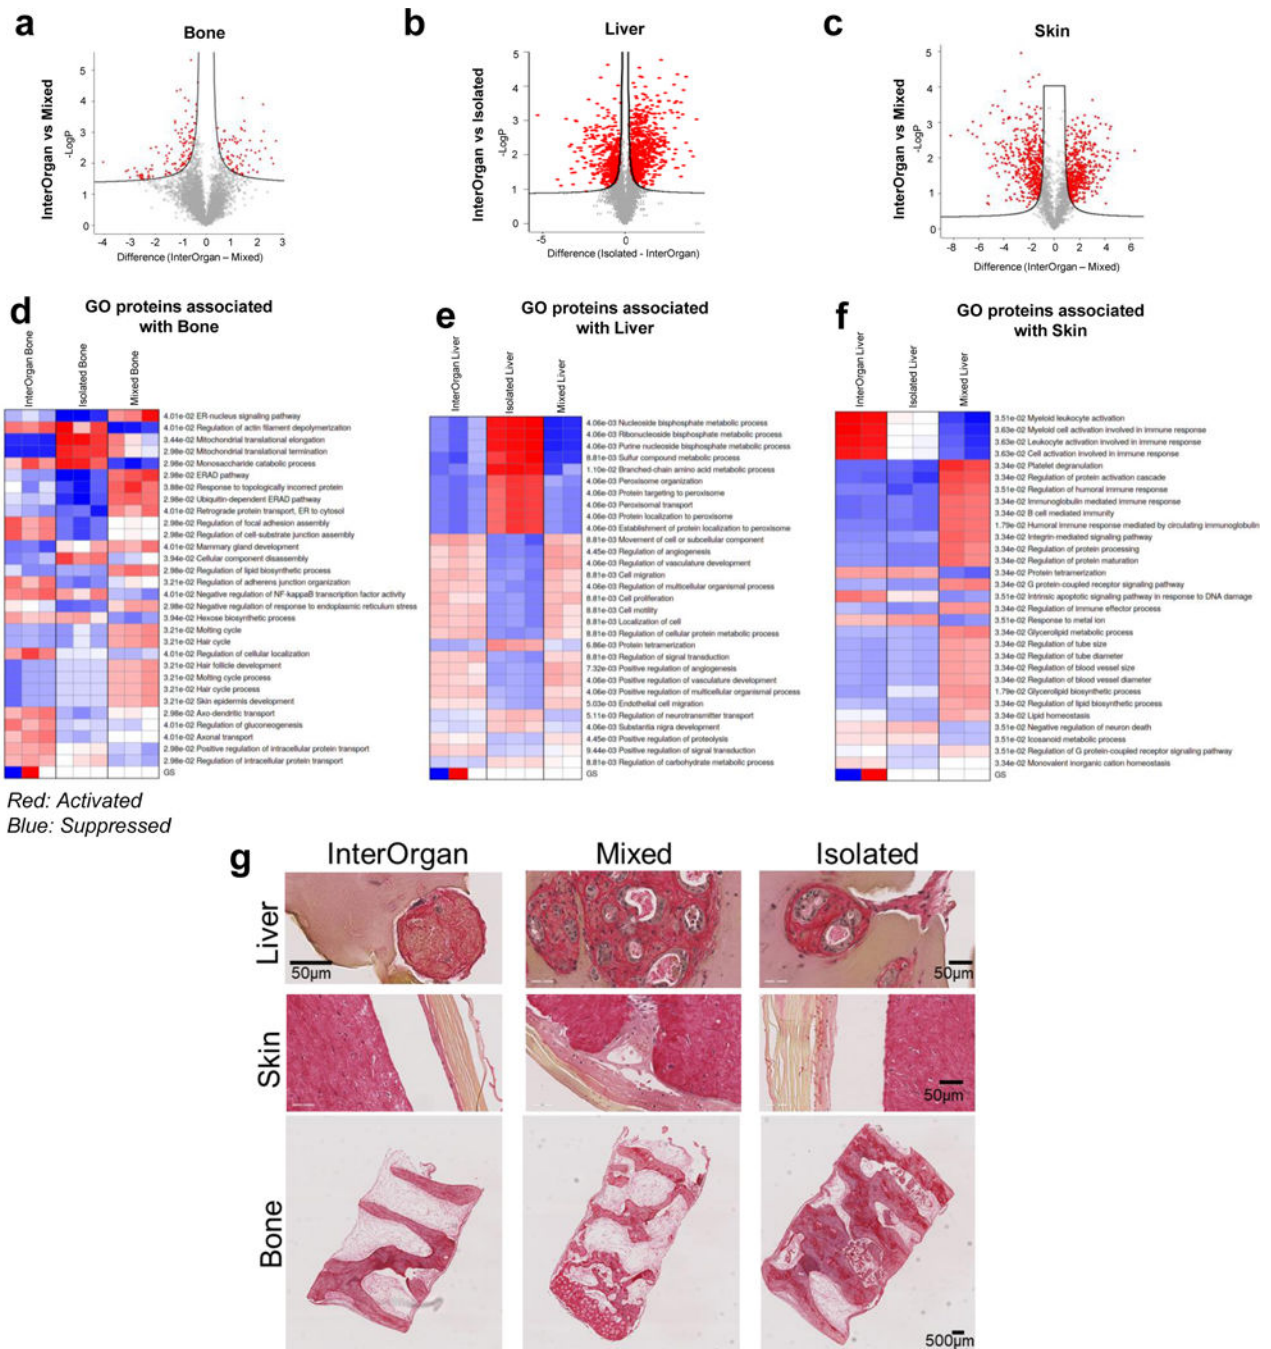 a
Bone
InterOrgan vs Mixed
-LogP
5
4
3
2
1
0
-4 -3 -2 -1 0 1 2 3
Difference (InterOrgan – Mixed)
b
Liver
InterOrgan vs Isolated
-LogP
5
4
3
2
1
0
-5 0
Difference (Isolated - InterOrgan)
c
Skin
InterOrgan vs Mixed
-LogP
5
4
3
2
1
0
-8 -6 -4 -2 0 2 4 6
Difference (InterOrgan – Mixed)
d
GO proteins associated
with Bone
InterOrgan Bone
Isolated Bone
Mixed Bone
4.01e-02 ER-nucleus signaling pathway
4.01e-02 Regulation of actin filament depolymerization
3.44e-02 Mitochondrial translational elongation
2.98e-02 Mitochondrial translational termination
2.98e-02 Monosaccharide catabolic process
2.98e-02 ERAD pathway
3.88e-02 Response to topologically incorrect protein
2.98e-02 Ubiquitin-dependent ERAD pathway
4.01e-02 Retrograde protein transport, ER to cytosol
2.98e-02 Regulation of focal adhesion assembly
2.98e-02 Regulation of cell-substrate junction assembly
4.01e-02 Mammary gland development
3.94e-02 Cellular component disassembly
2.98e-02 Regulation of lipid biosynthetic process
3.21e-02 Regulation of adherens junction organization
4.01e-02 Negative regulation of NF-kappaB transcription factor activity
2.98e-02 Negative regulation of response to endoplasmic reticulum stress
3.94e-02 Hexose biosynthetic process
3.21e-02 Molting cycle
3.21e-02 Hair cycle
4.01e-02 Regulation of cellular localization
3.21e-02 Hair follicle development
3.21e-02 Molting cycle process
3.21e-02 Hair cycle process
3.21e-02 Skin epidermis development
2.98e-02 Axo-dendritic transport
4.01e-02 Regulation of gluconeogenesis
4.01e-02 Axonal transport
2.98e-02 Positive regulation of intracellular protein transport
2.98e-02 Regulation of intracellular protein transport
GS
Red: Activated
Blue: Suppressed
e
GO proteins associated
with Liver
InterOrgan Liver
Isolated Liver
Mixed Liver
4.06e-03 Nucleoside bisphosphate metabolic process
4.06e-03 Ribonucleoside bisphosphate metabolic process
4.06e-03 Purine nucleoside bisphosphate metabolic process
8.81e-03 Sulfur compound metabolic process
1.10e-02 Branched-chain amino acid metabolic process
4.06e-03 Peroxisome organization
4.06e-03 Protein targeting to peroxisome
4.06e-03 Peroxisomal transport
4.06e-03 Protein localization to peroxisome
4.06e-03 Establishment of protein localization to peroxisome
8.81e-03 Movement of cell or subcellular component
4.45e-03 Regulation of angiogenesis
4.06e-03 Regulation of vasculature development
8.81e-03 Cell migration
4.06e-03 Regulation of multicellular organismal process
8.81e-03 Cell proliferation
8.81e-03 Cell motility
8.81e-03 Localization of cell
8.81e-03 Regulation of cellular protein metabolic process
6.86e-03 Protein tetramerization
8.81e-03 Regulation of signal transduction
7.32e-03 Positive regulation of angiogenesis
4.06e-03 Positive regulation of vasculature development
4.06e-03 Positive regulation of multicellular organismal process
5.03e-03 Endothelial cell migration
5.11e-03 Regulation of neurotransmitter transport
4.06e-03 Substantia nigra development
4.45e-03 Positive regulation of proteolysis
9.44e-03 Positive regulation of signal transduction
8.81e-03 Regulation of carbohydrate metabolic process
GS
f
GO proteins associated
with Skin
InterOrgan Liver
Isolated Liver
Mixed Liver
3.51e-02 Myeloid leukocyte activation
3.63e-02 Myeloid cell activation involved in immune response
3.63e-02 Leukocyte activation involved in immune response
3.63e-02 Cell activation involved in immune response
3.34e-02 Platelet degranulation
3.34e-02 Regulation of protein activation cascade
3.51e-02 Regulation of humoral immune response
3.34e-02 Immunoglobulin mediated immune response
3.34e-02 B cell mediated immunity
1.79e-02 Humoral immune response mediated by circulating immunoglobulin
3.34e-02 Integrin-mediated signaling pathway
3.34e-02 Regulation of protein processing
3.34e-02 Regulation of protein maturation
3.34e-02 Protein tetramerization
3.34e-02 G protein-coupled receptor signaling pathway
3.51e-02 Intrinsic apoptotic signaling pathway in response to DNA damage
3.34e-02 Regulation of immune effector process
3.51e-02 Response to metal ion
3.34e-02 Glycerolipid metabolic process
3.34e-02 Regulation of tube size
3.34e-02 Regulation of tube diameter
3.34e-02 Regulation of blood vessel size
3.34e-02 Regulation of blood vessel diameter
1.79e-02 Glycerolipid biosynthetic process
3.34e-02 Regulation of lipid biosynthetic process
3.34e-02 Lipid homeostasis
3.51e-02 Negative regulation of neuron death
3.51e-02 Icosanoid metabolic process
3.51e-02 Regulation of G protein-coupled receptor signaling pathway
3.34e-02 Monovalent inorganic cation homeostasis
GS
g
InterOrgan
Mixed
Isolated
Liver
50µm
50µm
Skin
50µm
Bone
500µm